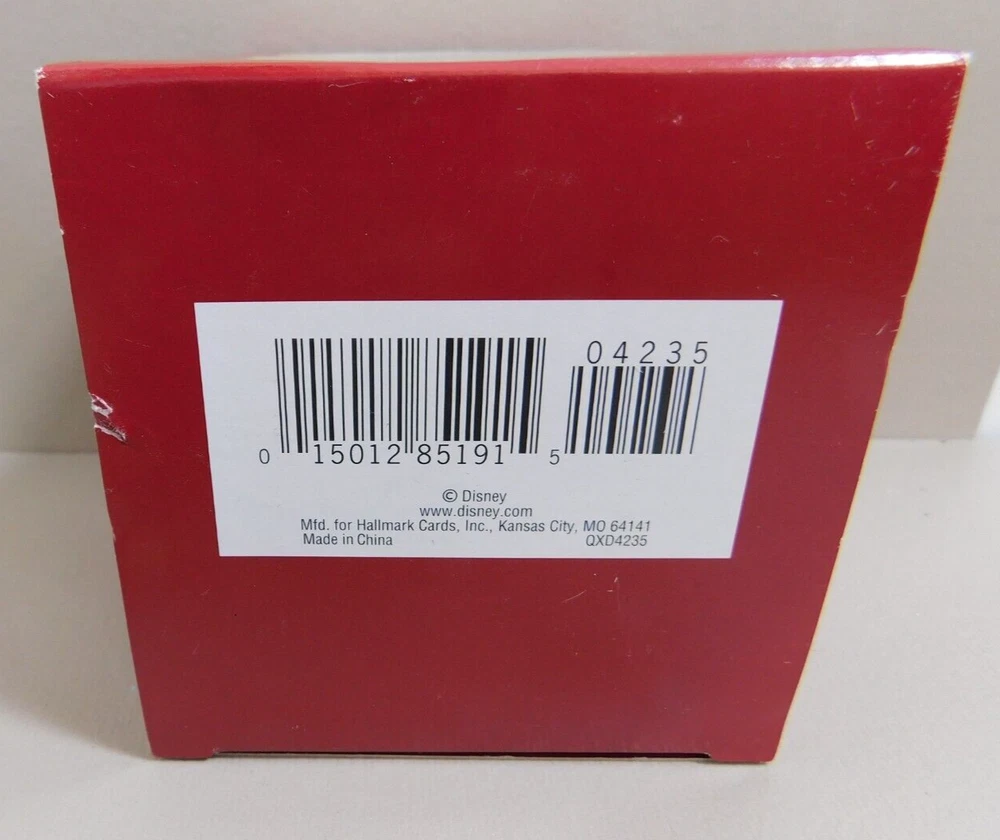 04235
0 15012 85191 5
© Disney
www.disney.com
Mfd. for Hallmark Cards, Inc., Kansas City, MO 64141
Made in China QXD4235